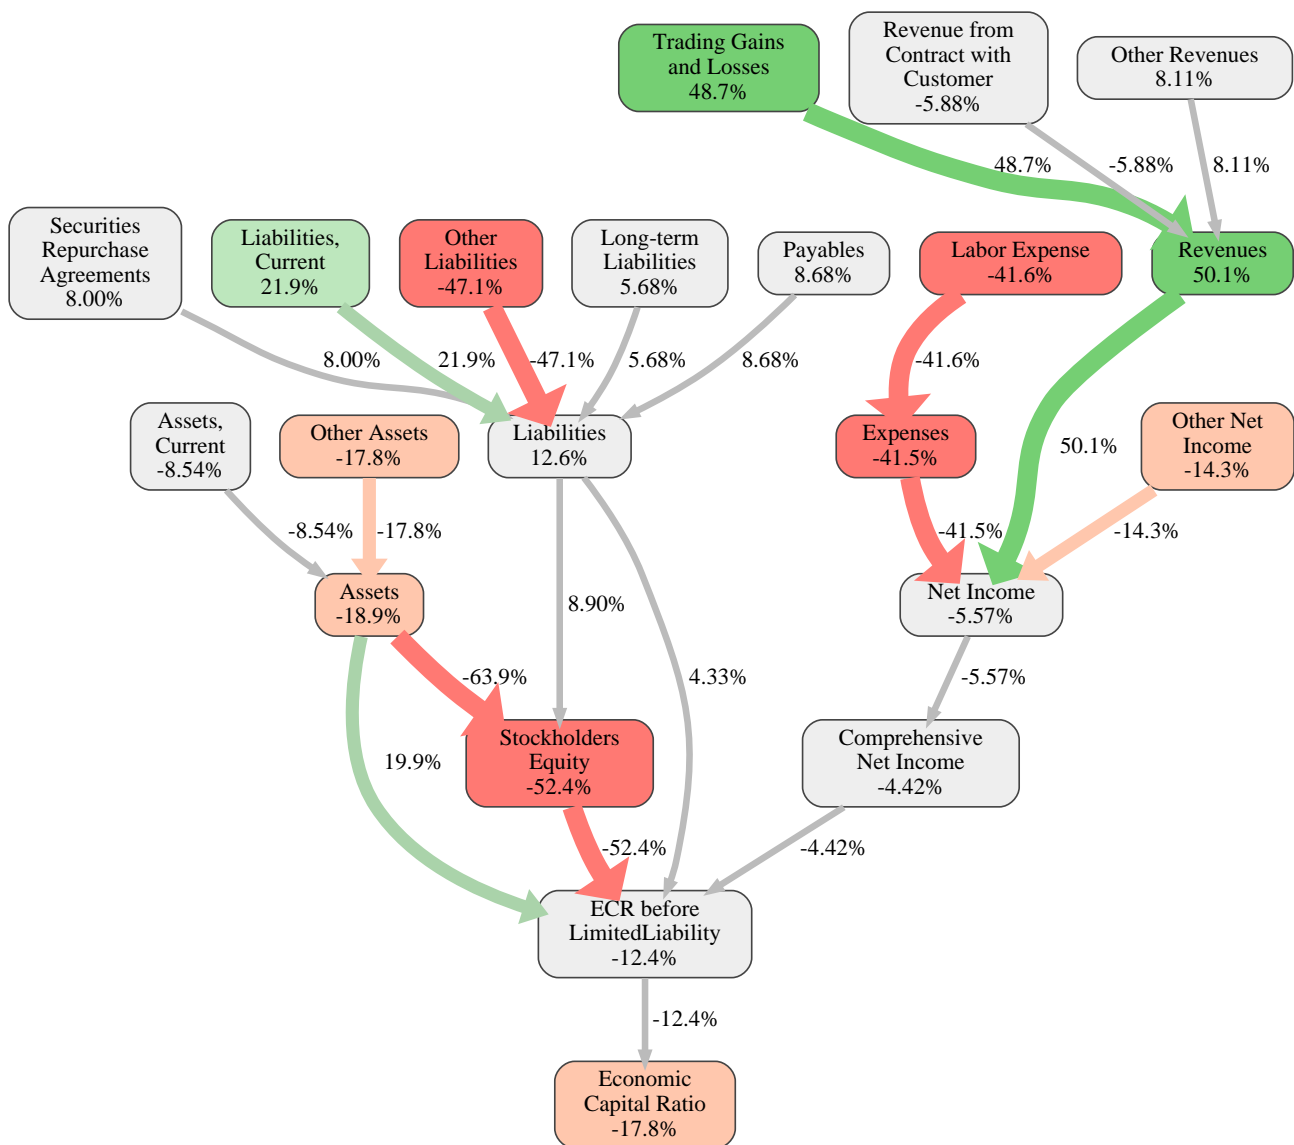 Trading Gains
and Losses
48.7%
Revenue from
Contract with
Customer
-5.88%
Other Revenues
8.11%
48.7%
-5.88%
8.11%
Securities
Repurchase
Agreements
8.00%
Liabilities,
Current
21.9%
Other
Liabilities
-47.1%
Long-term
Liabilities
5.68%
Payables
8.68%
Labor Expense
-41.6%
Revenues
50.1%
8.00%
21.9%
-47.1%
5.68%
8.68%
-41.6%
50.1%
Assets,
Current
-8.54%
Other Assets
-17.8%
Liabilities
12.6%
Expenses
-41.5%
Other Net
Income
-14.3%
-8.54%
-17.8%
-41.5%
-14.3%
Assets
-18.9%
8.90%
Net Income
-5.57%
-63.9%
4.33%
-5.57%
19.9%
Stockholders
Equity
-52.4%
Comprehensive
Net Income
-4.42%
-52.4%
-4.42%
ECR before
LimitedLiability
-12.4%
-12.4%
Economic
Capital Ratio
-17.8%